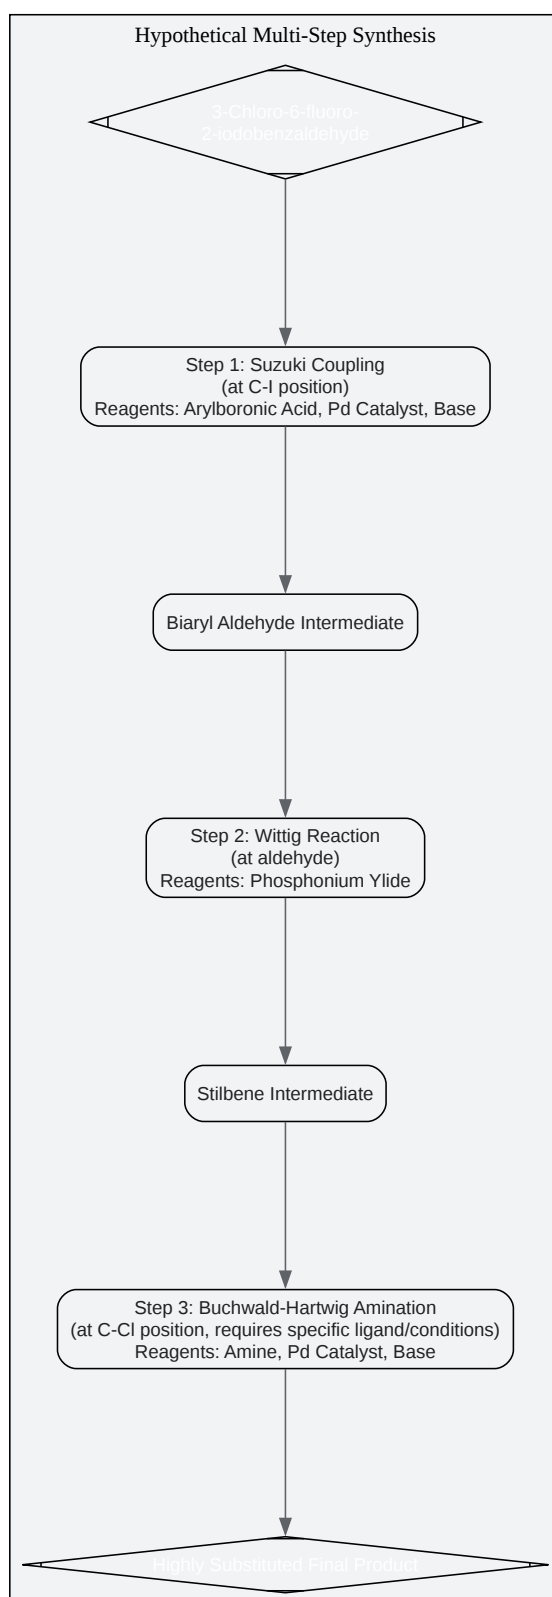 Hypothetical Multi-Step Synthesis
3-Chloro-6-fluoro-
2-iodobenzaldehyde
Step 1: Suzuki Coupling
(at C-I position)
Reagents: Arylboronic Acid, Pd Catalyst, Base
Biaryl Aldehyde Intermediate
Step 2: Wittig Reaction
(at aldehyde)
Reagents: Phosphonium Ylide
Stilbene Intermediate
Step 3: Buchwald-Hartwig Amination
(at C-Cl position, requires specific ligand/conditions)
Reagents: Amine, Pd Catalyst, Base
Highly Substituted Final Product